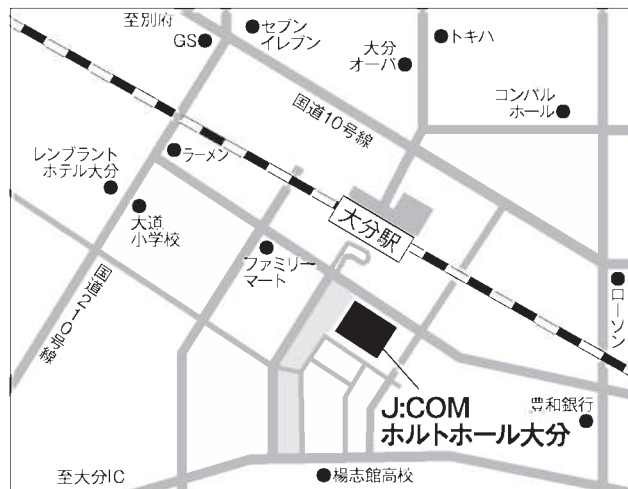 至別府
GS
セブン
イレブン
大分
オーパ
トキハ
コンパル
ホール
国道10号線
ラーメン
レンブラント
ホテル大分
大道
小学校
大分駅
ファミリー
マート
国道210号線
ローソン
J:COM
ホルトホール大分
豊和銀行
至大分IC
楊志館高校